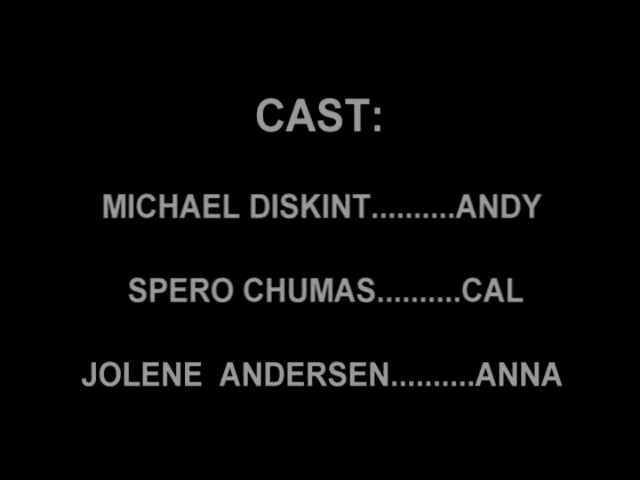 CAST:
MICHAEL DISKINT..........ANDY
SPERO CHUMAS..........CAL
JOLENE  ANDERSEN..........ANNA